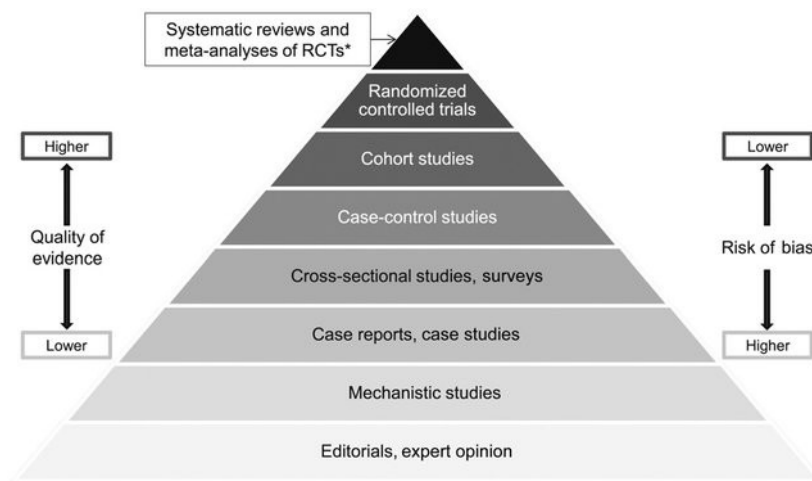 Systematic reviews and
meta-analyses of RCTs*
Randomized
controlled trials
Higher
Lower
Cohort studies
Case-control studies
Quality of
evidence
Risk of bias
Cross-sectional studies, surveys
Lower
Higher
Case reports, case studies
Mechanistic studies
Editorials, expert opinion